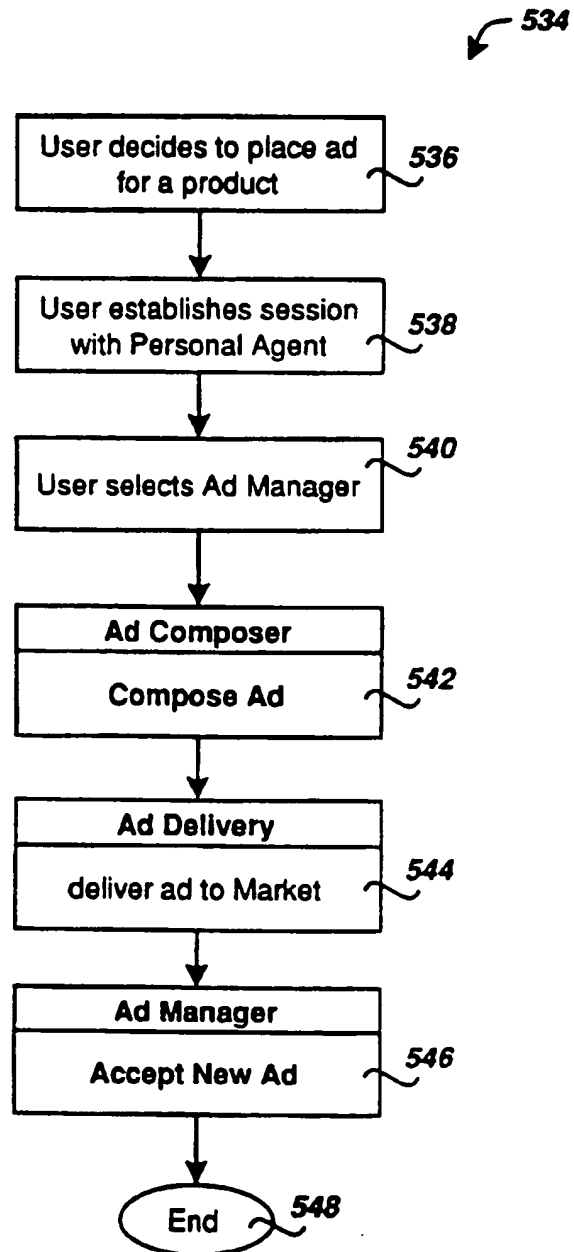 534
User decides to place ad
for a product
536
User establishes session
with Personal Agent
538
User selects Ad Manager
540
Ad Composer
Compose Ad
542
Ad Delivery
deliver ad to Market
544
Ad Manager
Accept New Ad
546
End
548